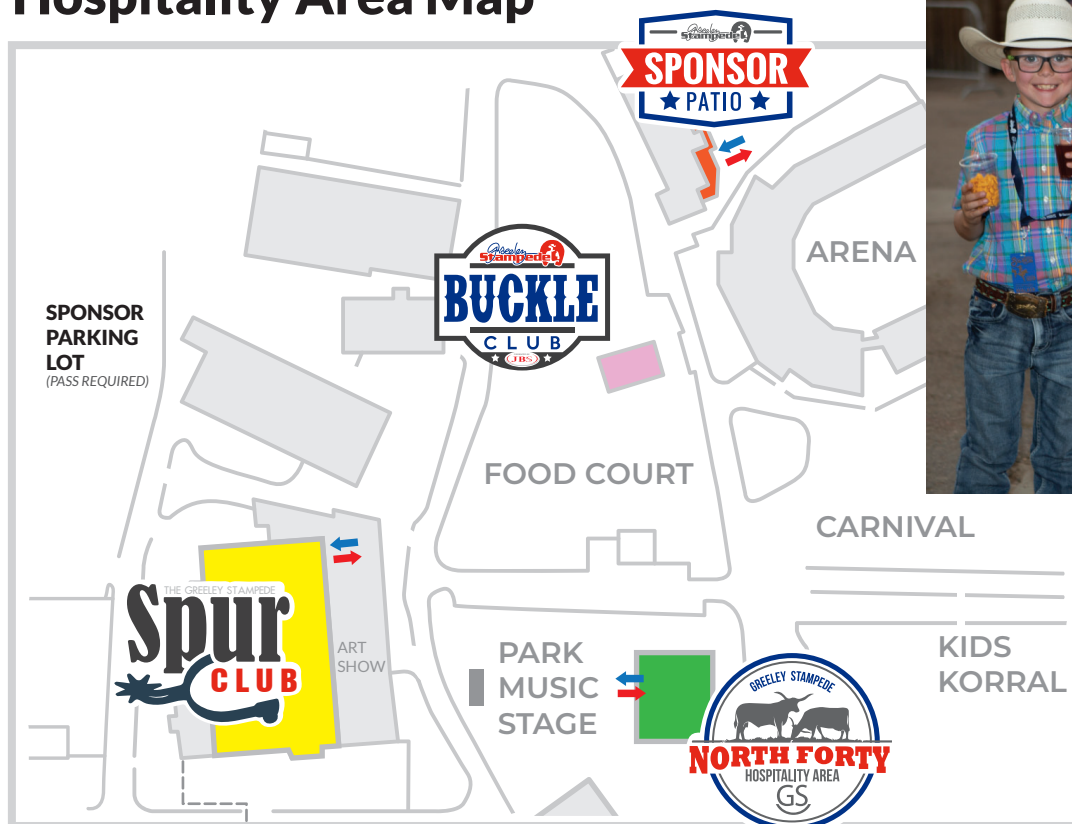 Hospitality Area Map
Greeley
Stampede
SPONSOR
PATIO
ARENA
Greeley
Stampede
BUCKLE
CLUB
JBS
SPONSOR
PARKING
LOT
(PASS REQUIRED)
FOOD COURT
CARNIVAL
THE GREELEY STAMPEDE
Spur
CLUB
ART
SHOW
PARK
MUSIC
STAGE
KIDS
KORRAL
GREELEY STAMPEDE
NORTH FORTY
HOSPITALITY AREA
GS